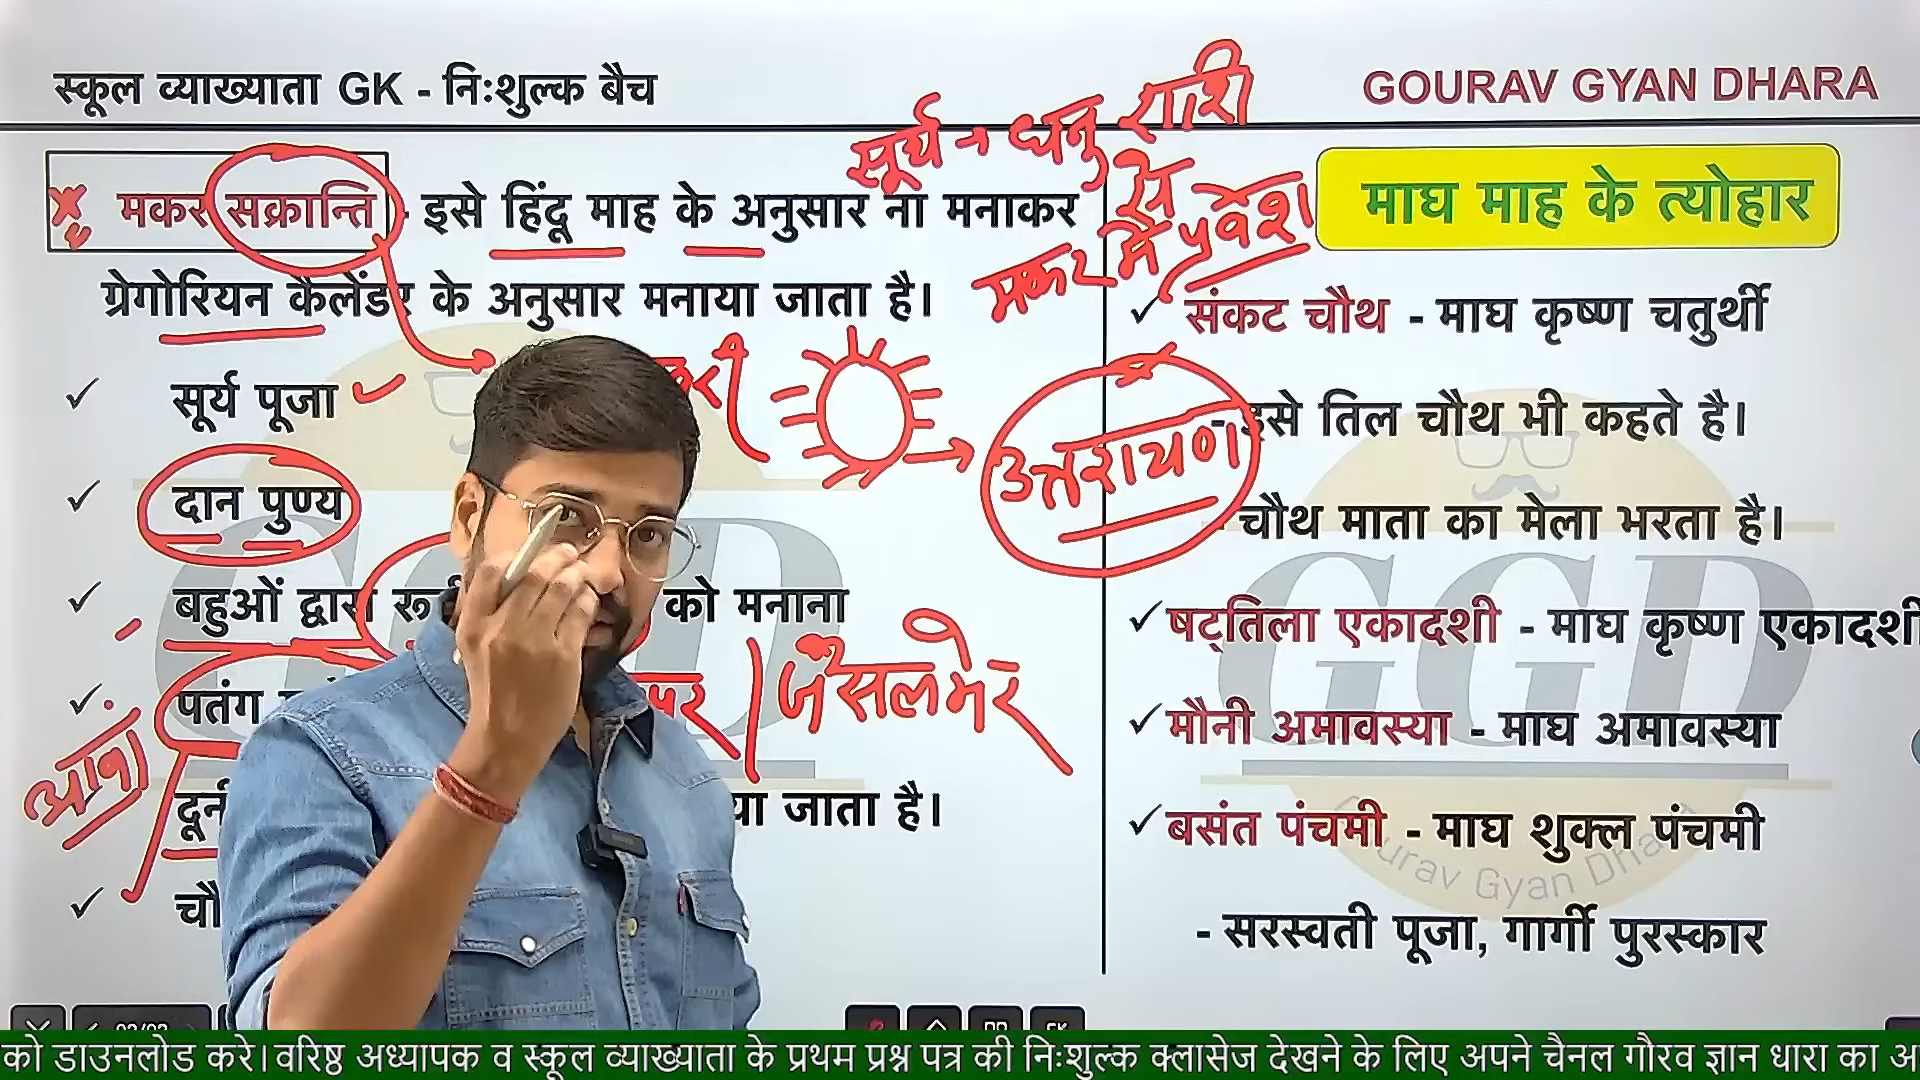 स्कूल व्याख्याता GK - निःशुल्क बैच
GOURAV GYAN DHARA
सूर्य → धनु राशि
से
मकर में प्रवेश
मकर सक्रान्ति - इसे हिंदू माह के अनुसार ना मनाकर
ग्रेगोरियन कैलेंडर के अनुसार मनाया जाता है।
✓ सूर्य पूजा
✓ दान पुण्य
✓ बहुओं द्वारा को मनाना
✓ पतंग
जैसलमेर
या जाता है।
✓
उत्तरायण
माघ माह के त्योहार
✓ संकट चौथ - माघ कृष्ण चतुर्थी
- इसे तिल चौथ भी कहते है।
- चौथ माता का मेला भरता है।
✓ षट्तिला एकादशी - माघ कृष्ण एकादशी
✓ मौनी अमावस्या - माघ अमावस्या
✓ बसंत पंचमी - माघ शुक्ल पंचमी
- सरस्वती पूजा, गार्गी पुरस्कार
GGD
Gyan
को डाउनलोड करे। वरिष्ठ अध्यापक व स्कूल व्याख्याता के प्रथम प्रश्न पत्र की निःशुल्क क्लासेज देखने के लिए अपने चैनल गौरव ज्ञान धारा का